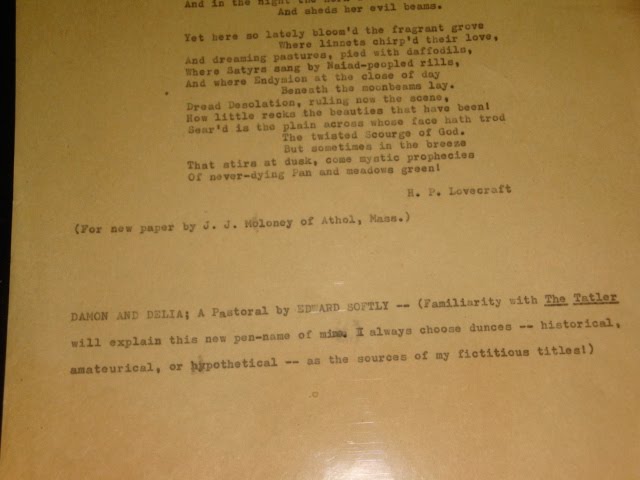 And in the night the
And sheds her evil beams.
Yet here so lately bloom'd the fragrant grove
Where linnets chirp'd their love,
And dreaming pastures, pied with daffodils,
Where Satyrs sang by Naiad-peopled rills,
And where Endymion at the close of day
Beneath the moonbeams lay.
Dread Desolation, ruling now the scene,
How little recks the beauties that have been!
Sear'd is the plain across whose face hath trod
The twisted Scourge of God.
But sometimes in the breeze
That stirs at dusk, come mystic prophecies
Of never-dying Pan and meadows green!
H. P. Lovecraft
(For new paper by J. J. Moloney of Athol, Mass.)
DAMON AND DELIA; A Pastoral by EDWARD SOFTLY -- (Familiarity with The Tatler
will explain this new pen-name of mine. I always choose dunces -- historical,
amateurical, or hypothetical -- as the sources of my fictitious titles!)